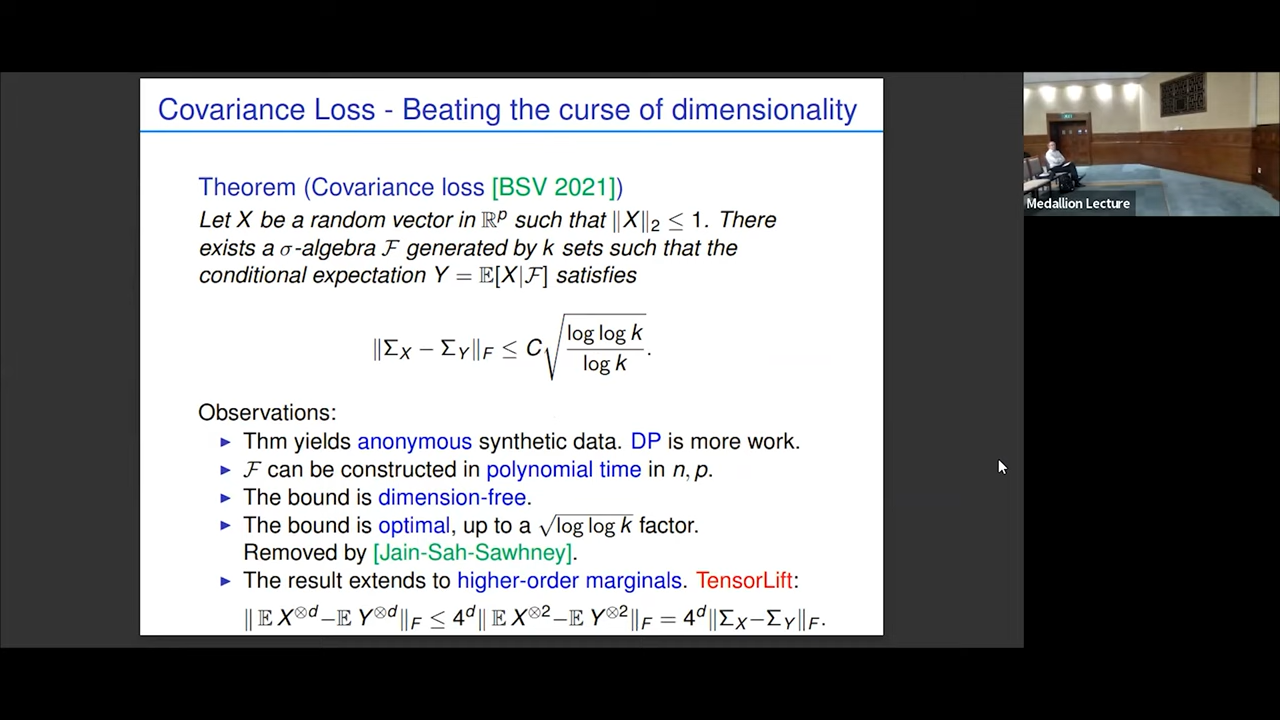 Covariance Loss - Beating the curse of dimensionality
Theorem (Covariance loss [BSV 2021])
Let X be a random vector in ℝᵖ such that ‖X‖₂ ≤ 1. There
exists a σ-algebra ℱ generated by k sets such that the
conditional expectation Y = 𝔼[X|ℱ] satisfies
‖Σ_X − Σ_Y‖_F ≤ C√(log log k / log k).
Observations:
► Thm yields anonymous synthetic data. DP is more work.
► ℱ can be constructed in polynomial time in n, p.
► The bound is dimension-free.
► The bound is optimal, up to a √(log log k) factor.
Removed by [Jain-Sah-Sawhney].
► The result extends to higher-order marginals. TensorLift:
‖𝔼 X^{⊗d} − 𝔼 Y^{⊗d}‖_F ≤ 4^d‖𝔼 X^{⊗2} − 𝔼 Y^{⊗2}‖_F = 4^d‖Σ_X − Σ_Y‖_F.
Medallion Lecture